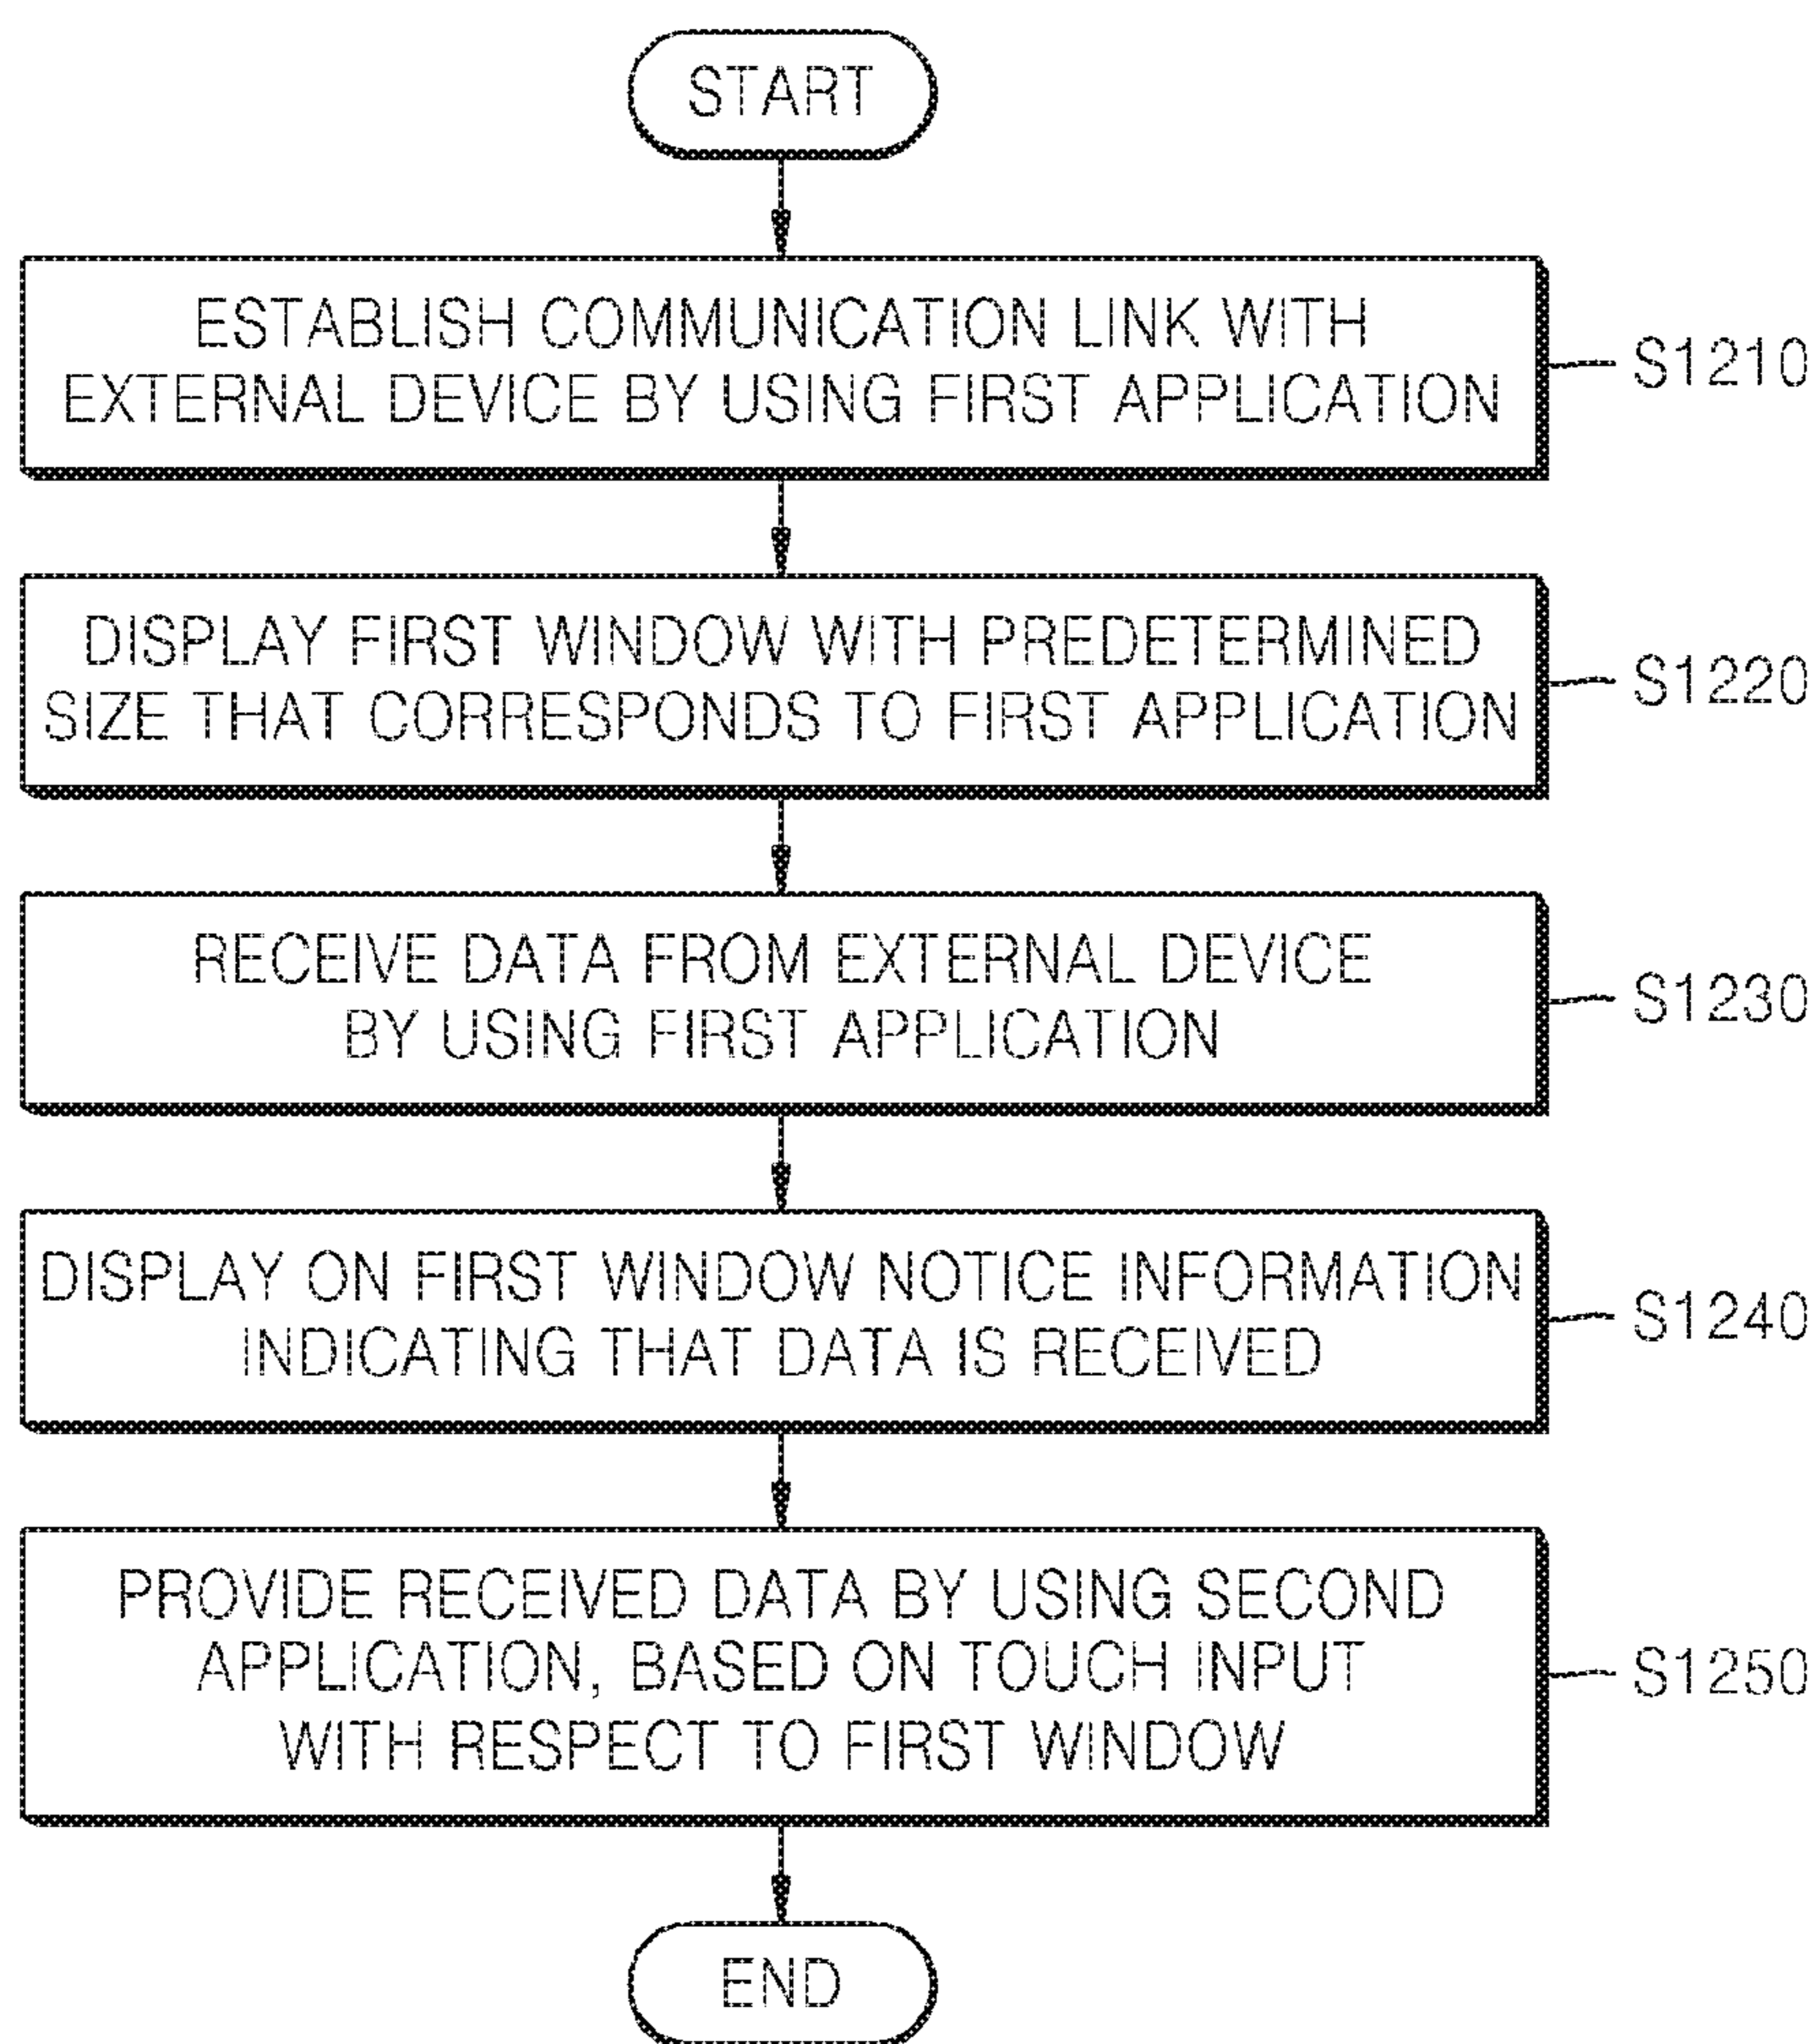 START
ESTABLISH COMMUNICATION LINK WITH
EXTERNAL DEVICE BY USING FIRST APPLICATION
S1210
DISPLAY FIRST WINDOW WITH PREDETERMINED
SIZE THAT CORRESPONDS TO FIRST APPLICATION
S1220
RECEIVE DATA FROM EXTERNAL DEVICE
BY USING FIRST APPLICATION
S1230
DISPLAY ON FIRST WINDOW NOTICE INFORMATION
INDICATING THAT DATA IS RECEIVED
S1240
PROVIDE RECEIVED DATA BY USING SECOND
APPLICATION, BASED ON TOUCH INPUT
WITH RESPECT TO FIRST WINDOW
S1250
END